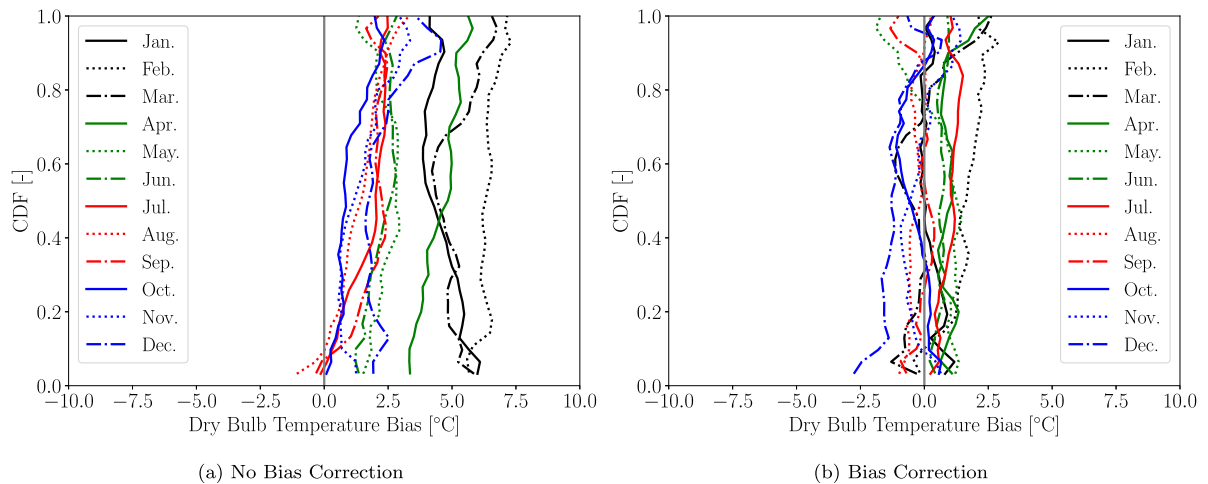 1.0
0.8
0.6
0.4
0.2
0.0
CDF [-]
Jan.
Feb.
Mar.
Apr.
May.
Jun.
Jul.
Aug.
Sep.
Oct.
Nov.
Dec.
−10.0 −7.5 −5.0 −2.5 0.0 2.5 5.0 7.5 10.0
Dry Bulb Temperature Bias [°C]
(a) No Bias Correction
1.0
0.8
0.6
0.4
0.2
0.0
CDF [-]
Jan.
Feb.
Mar.
Apr.
May.
Jun.
Jul.
Aug.
Sep.
Oct.
Nov.
Dec.
−10.0 −7.5 −5.0 −2.5 0.0 2.5 5.0 7.5 10.0
Dry Bulb Temperature Bias [°C]
(b) Bias Correction